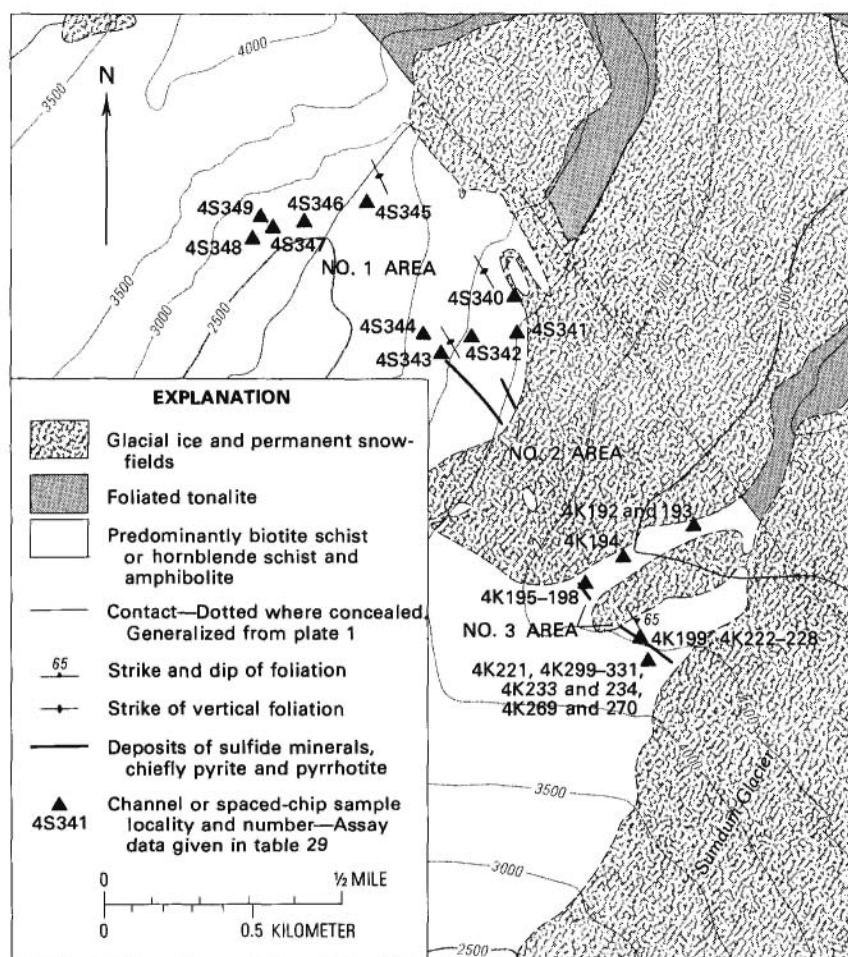 4000
3500
N
4S349
4S346
4S345
4S348
4S347
NO. 1 AREA
3500
3000
2500
4S340
4S344
4S341
4S343
4S342
NO. 2 AREA
4K192 and 193
4K194
4K195–198
65
NO. 3 AREA
4K199, 4K222–228
4K221, 4K299–331,
4K233 and 234,
4K269 and 270
4000
3500
Sumdum Glacier
3000
2500
EXPLANATION
Glacial ice and permanent snow-
fields
Foliated tonalite
Predominantly biotite schist
or hornblende schist and
amphibolite
Contact—Dotted where concealed.
Generalized from plate 1
65
Strike and dip of foliation
Strike of vertical foliation
Deposits of sulfide minerals,
chiefly pyrite and pyrrhotite
4S341
Channel or spaced-chip sample
locality and number—Assay
data given in table 29
0 ½ MILE
0 0.5 KILOMETER